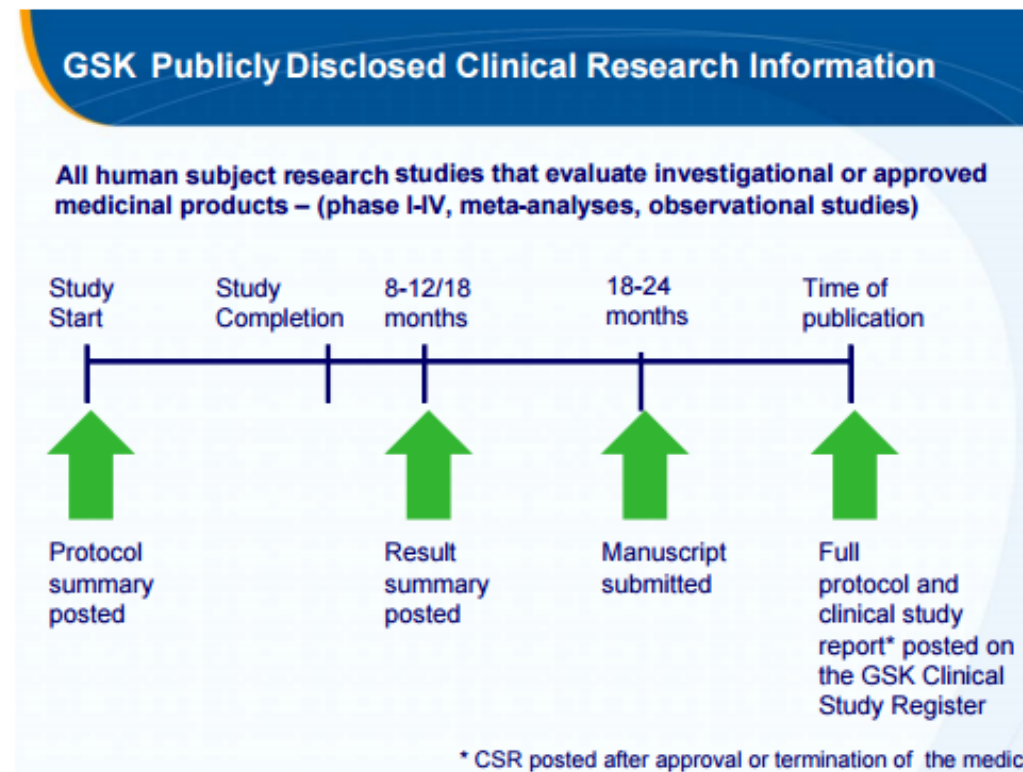 GSK Publicly Disclosed Clinical Research Information
All human subject research studies that evaluate investigational or approved
medicinal products – (phase I-IV, meta-analyses, observational studies)
Study
Start
Study
Completion
8-12/18
months
18-24
months
Time of
publication
Protocol
summary
posted
Result
summary
posted
Manuscript
submitted
Full
protocol and
clinical study
report* posted on
the GSK Clinical
Study Register
* CSR posted after approval or termination of the medic